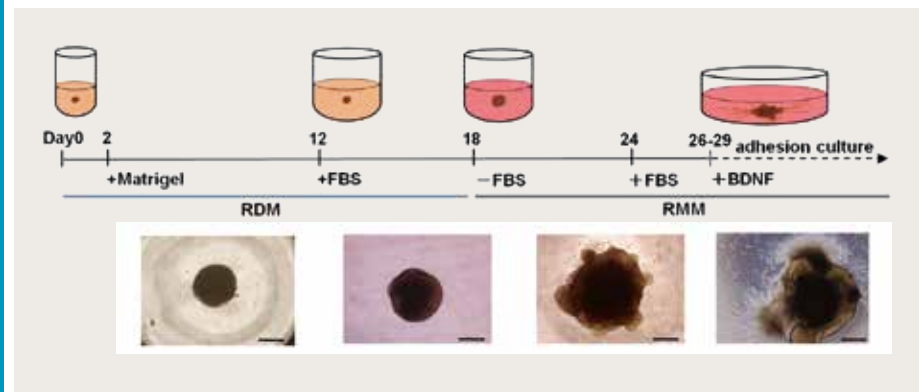 Day0 2 12 18 24 26-29 adhesion culture
+Matrigel +FBS −FBS +FBS +BDNF
RDM RMM